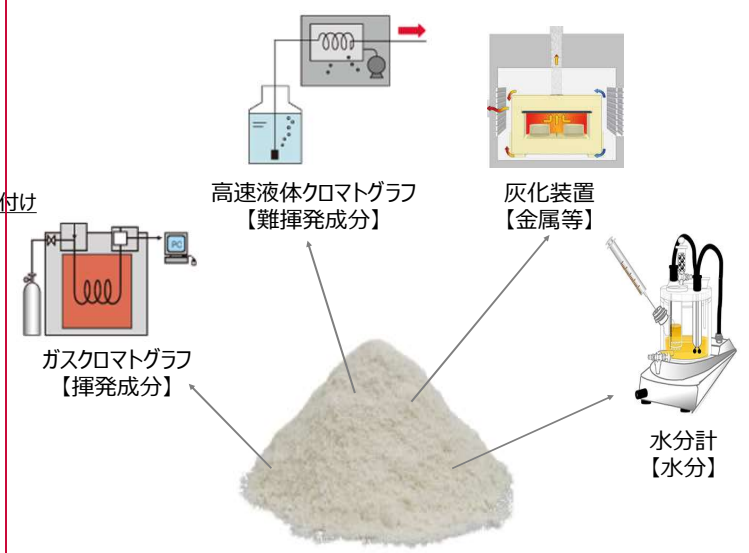 高速液体クロマトグラフ
【難揮発成分】
灰化装置
【金属等】
付け
PC
ガスクロマトグラフ
【揮発成分】
水分計
【水分】